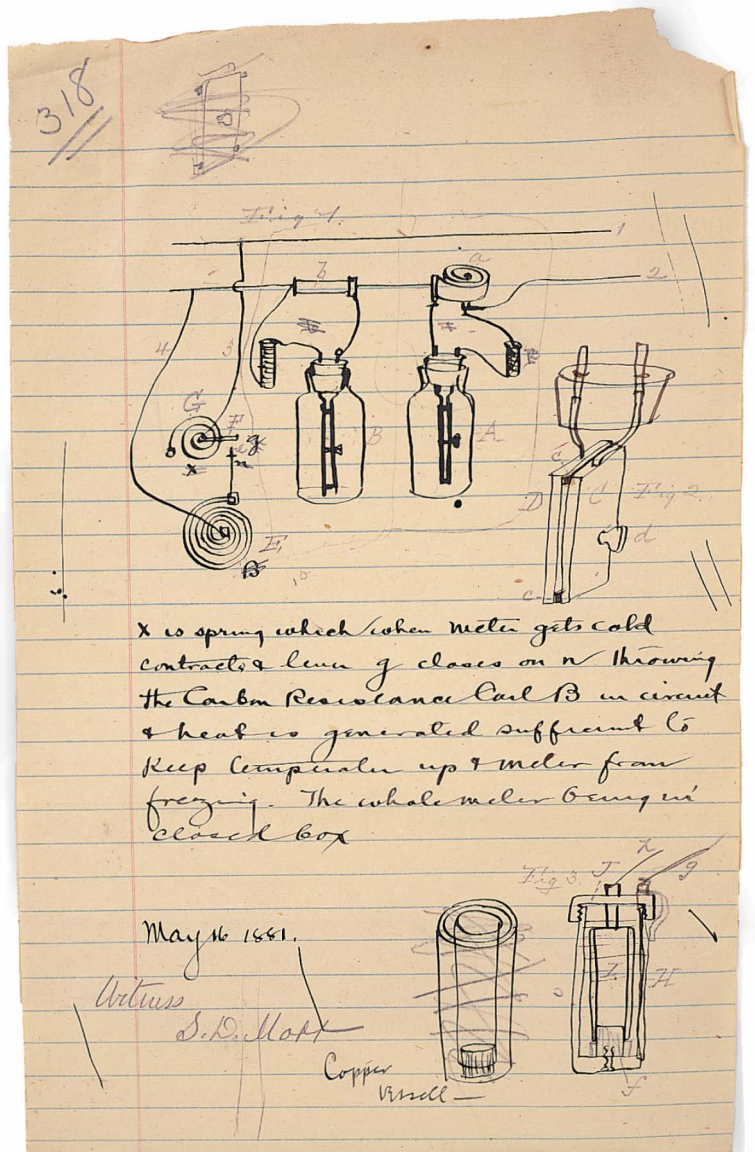 318
Fig 1.
1
b
a
2
4
3
G
F
g
x
n
B
A
E
B
D
C
Fig 2.
c
d
c
X is spring which when meter gets cold
contracts & lever g closes on n throwing
the Carbon Resistance Coil B in circuit
& heat is generated sufficient to
Keep temperature up & meter from
freezing. The whole meter being in
closed box
Fig 3
J
h
g
I
H
f
May 16 1881.
Witness
S. D. Mott
Copper
Vessell —